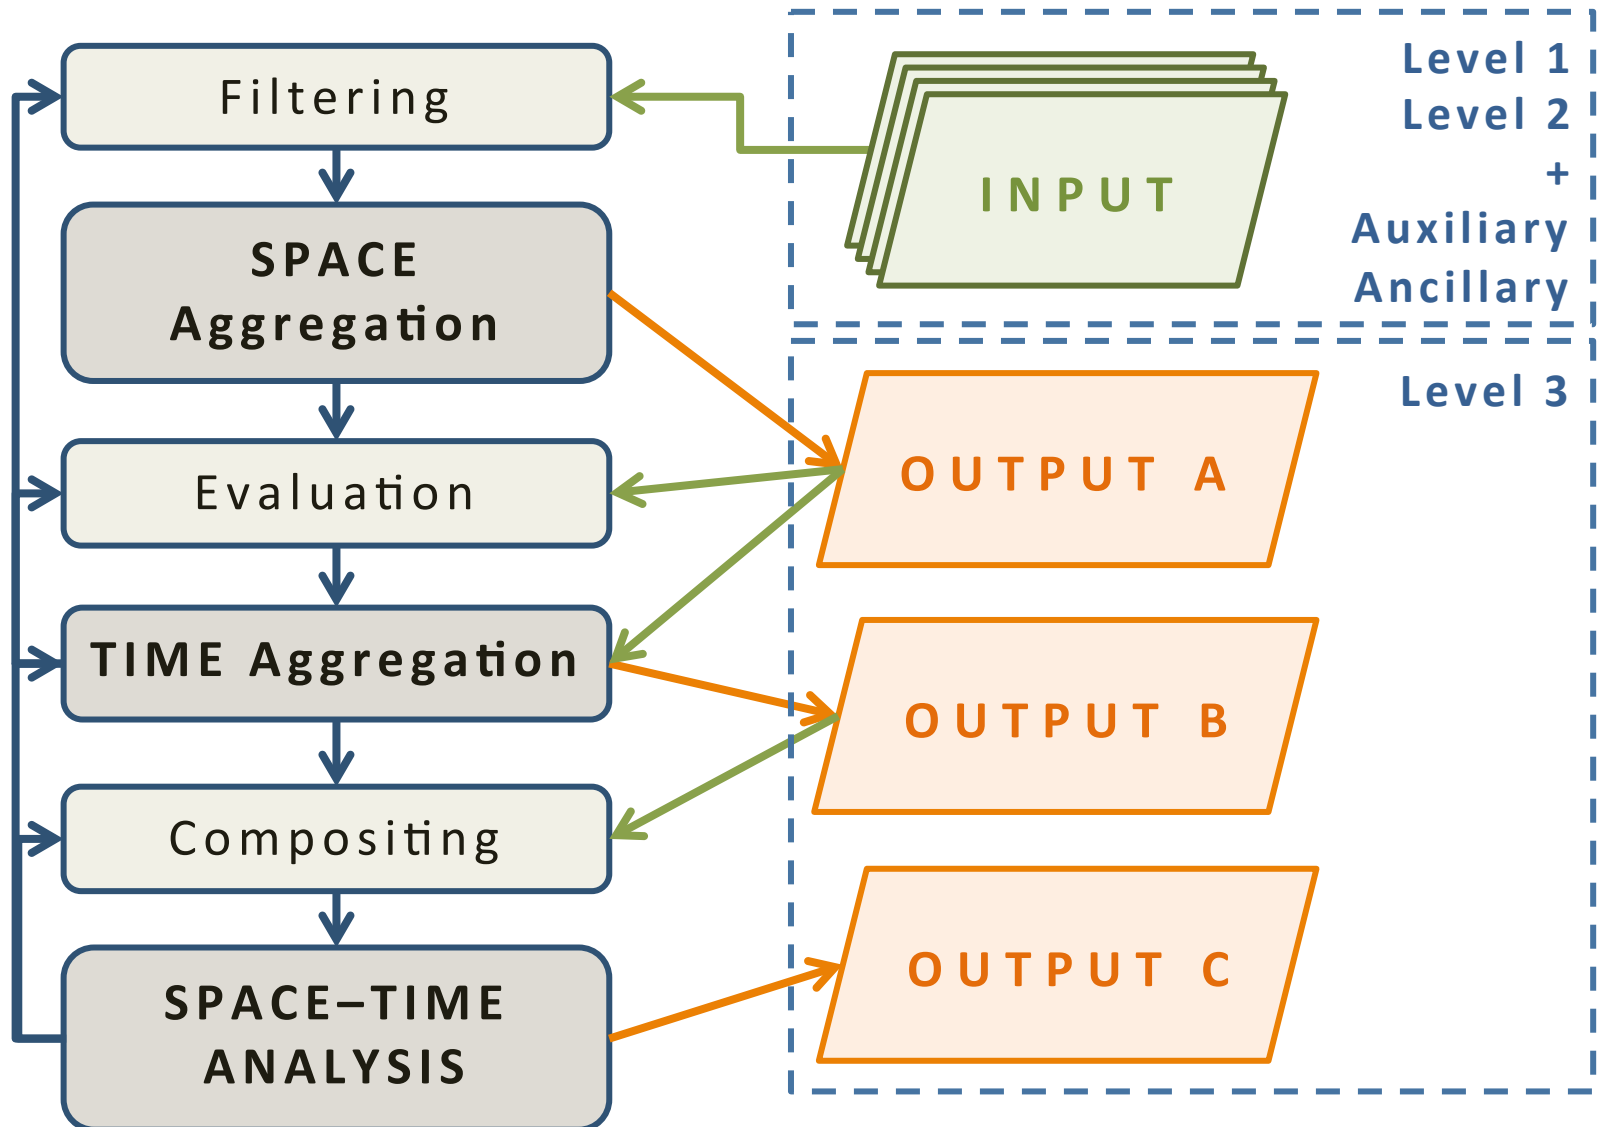 Filtering
SPACE
Aggregation
Evaluation
TIME Aggregation
Compositing
SPACE–TIME
ANALYSIS
INPUT
Level 1
Level 2
+
Auxiliary
Ancillary
Level 3
OUTPUT A
OUTPUT B
OUTPUT C